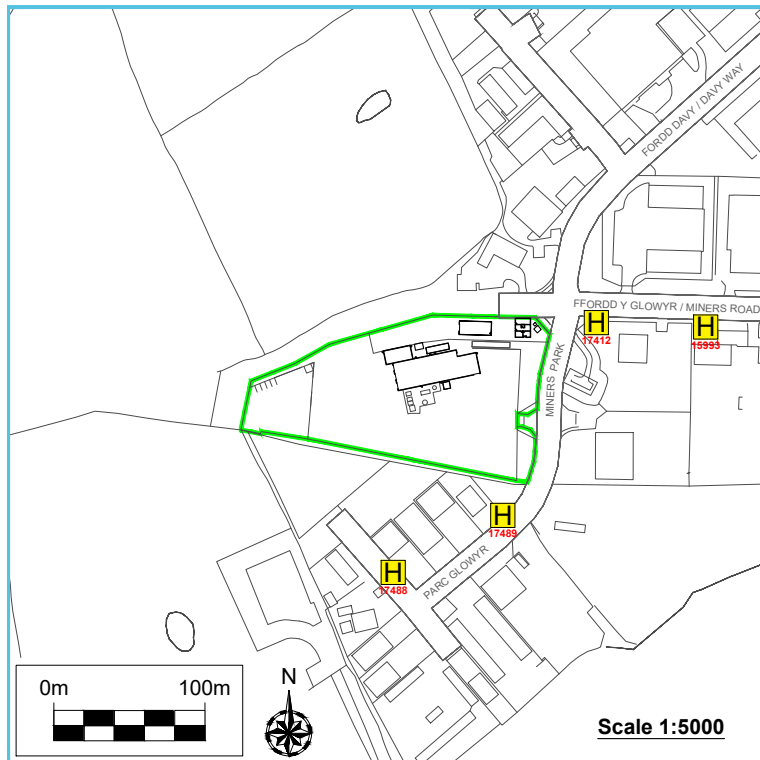 FORDD DAVY / DAVY WAY
FFORDD Y GLOWYR / MINERS ROAD
H
17412
H
15993
MINERS PARK
H
17489
H
17488
PARC GLOWYR
0m 100m
N
Scale 1:5000